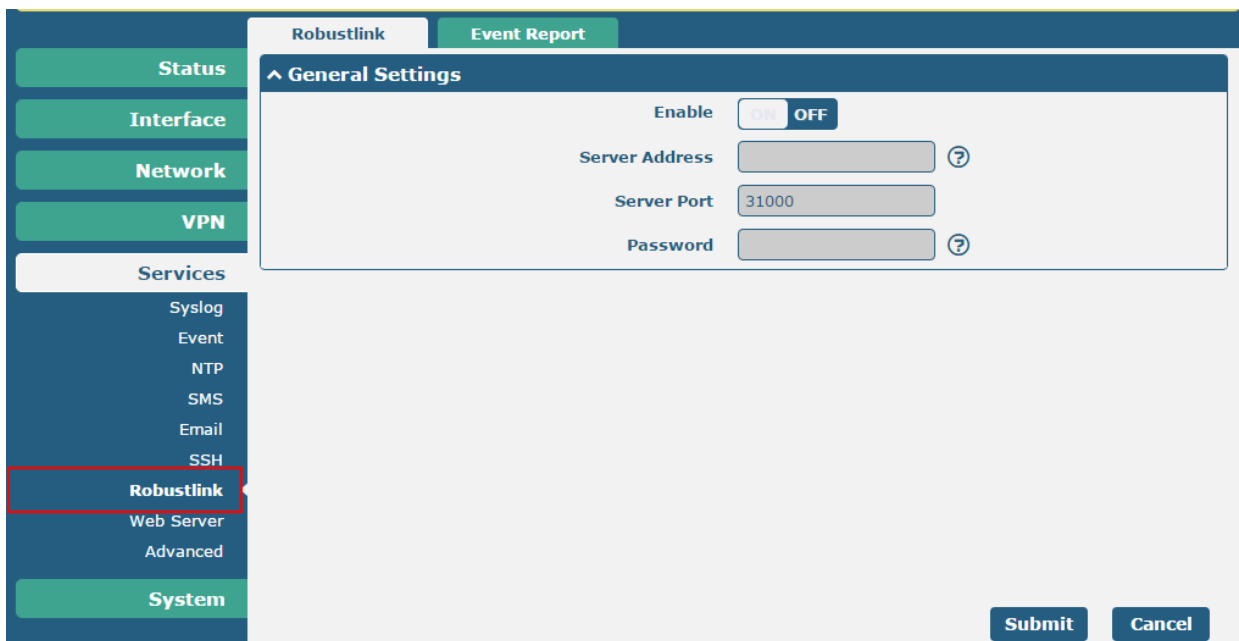 Robustlink
Event Report
Status
Interface
Network
VPN
Services
Syslog
Event
NTP
SMS
Email
SSH
Robustlink
Web Server
Advanced
System
General Settings
Enable ON OFF
Server Address ?
Server Port 31000
Password ?
Submit Cancel